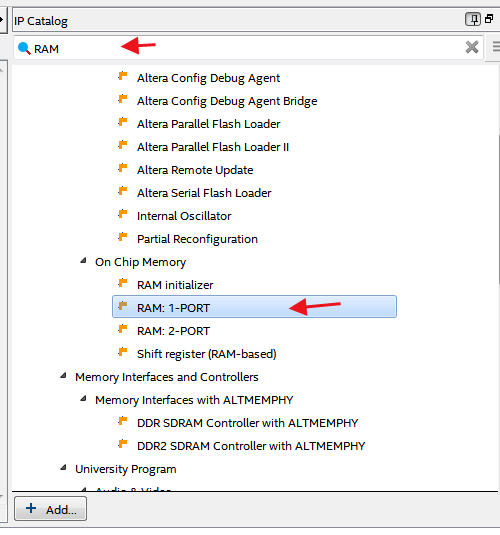 IP Catalog
RAM
Altera Config Debug Agent
Altera Config Debug Agent Bridge
Altera Parallel Flash Loader
Altera Parallel Flash Loader II
Altera Remote Update
Altera Serial Flash Loader
Internal Oscillator
Partial Reconfiguration
On Chip Memory
RAM initializer
RAM: 1-PORT
RAM: 2-PORT
Shift register (RAM-based)
Memory Interfaces and Controllers
Memory Interfaces with ALTMEMPHY
DDR SDRAM Controller with ALTMEMPHY
DDR2 SDRAM Controller with ALTMEMPHY
University Program
Audio & Video
Add...